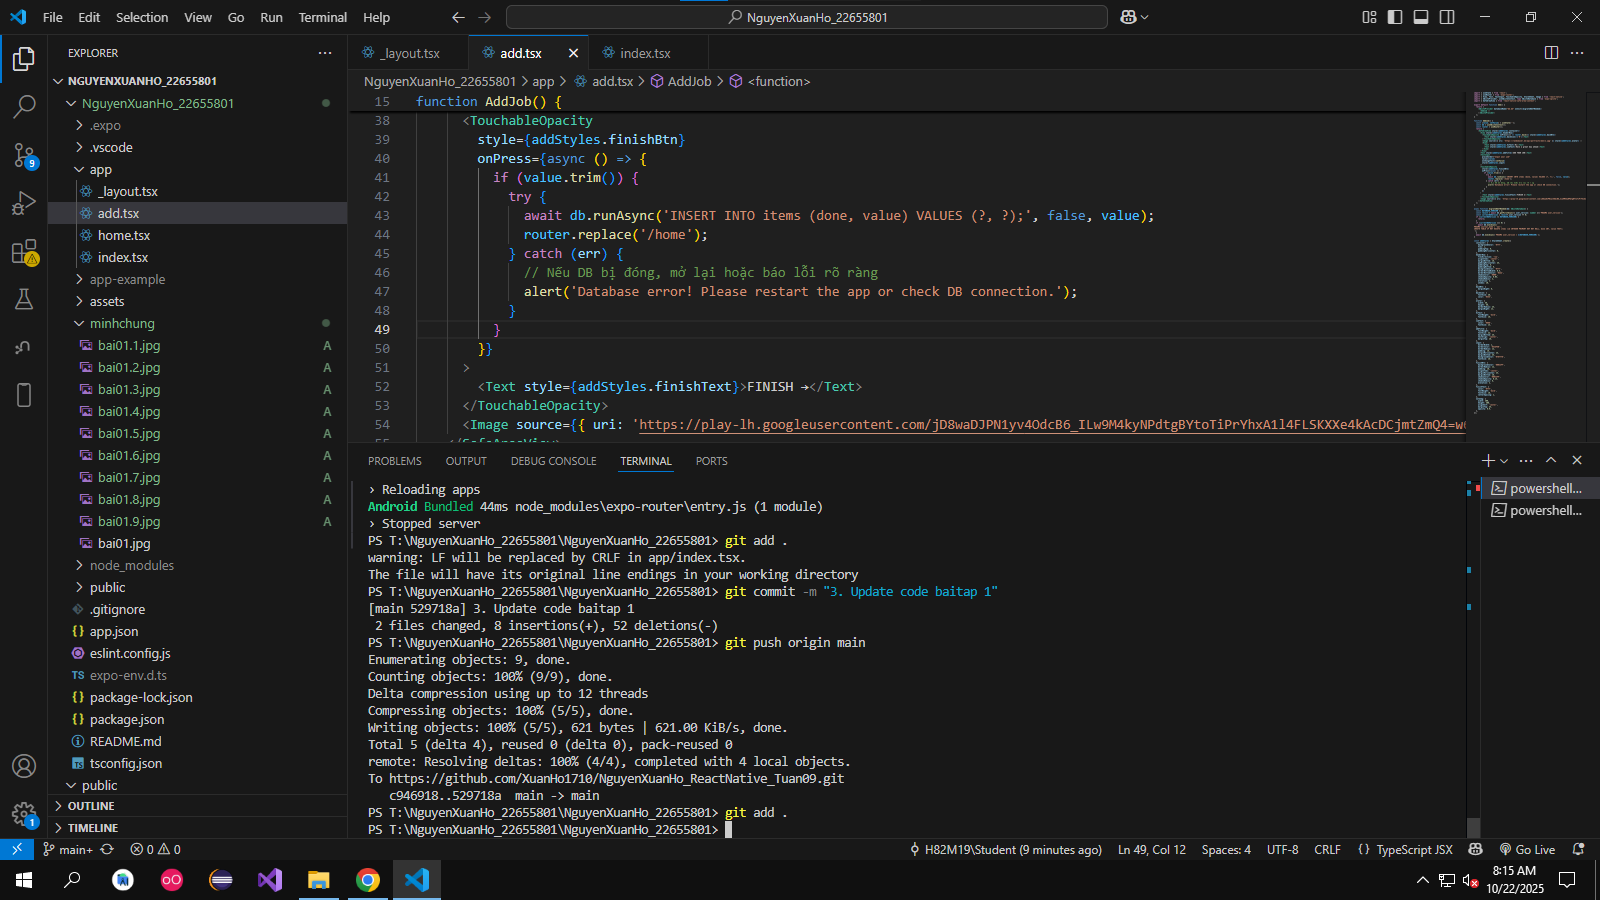 File Edit Selection View Go Run Terminal Help
NguyenXuanHo_22655801
EXPLORER
NGUYENXUANHO_22655801
NguyenXuanHo_22655801
.expo
.vscode
app
_layout.tsx
add.tsx
home.tsx
index.tsx
app-example
assets
minhchung
bai01.1.jpg A
bai01.2.jpg A
bai01.3.jpg A
bai01.4.jpg A
bai01.5.jpg A
bai01.6.jpg A
bai01.7.jpg A
bai01.8.jpg A
bai01.9.jpg A
bai01.jpg
node_modules
public
.gitignore
app.json
eslint.config.js
expo-env.d.ts
package-lock.json
package.json
README.md
tsconfig.json
public
OUTLINE
TIMELINE
9
1
_layout.tsx add.tsx index.tsx
NguyenXuanHo_22655801 > app > add.tsx > AddJob > <function>
15 function AddJob() {
38 <TouchableOpacity
39 style={addStyles.finishBtn}
40 onPress={async () => {
41 if (value.trim()) {
42 try {
43 await db.runAsync('INSERT INTO items (done, value) VALUES (?, ?);', false, value);
44 router.replace('/home');
45 } catch (err) {
46 // Nếu DB bị đóng, mở lại hoặc báo lỗi rõ ràng
47 alert('Database error! Please restart the app or check DB connection.');
48 }
49 }
50 }}
51 >
52 <Text style={addStyles.finishText}>FINISH →</Text>
53 </TouchableOpacity>
54 <Image source={{ uri: 'https://play-lh.googleusercontent.com/jD8waDJPN1yv4OdcB6_ILw9M4kyNPdtgBYtoTiPrYhxA1l4FLSKXXe4kAcDCjmtZmQ4=w
PROBLEMS OUTPUT DEBUG CONSOLE TERMINAL PORTS
powershell...
powershell...
› Reloading apps
Android Bundled 44ms node_modules\expo-router\entry.js (1 module)
› Stopped server
PS T:\NguyenXuanHo_22655801\NguyenXuanHo_22655801> git add .
warning: LF will be replaced by CRLF in app/index.tsx.
The file will have its original line endings in your working directory
PS T:\NguyenXuanHo_22655801\NguyenXuanHo_22655801> git commit -m "3. Update code baitap 1"
[main 529718a] 3. Update code baitap 1
2 files changed, 8 insertions(+), 52 deletions(-)
PS T:\NguyenXuanHo_22655801\NguyenXuanHo_22655801> git push origin main
Enumerating objects: 9, done.
Counting objects: 100% (9/9), done.
Delta compression using up to 12 threads
Compressing objects: 100% (5/5), done.
Writing objects: 100% (5/5), 621 bytes | 621.00 KiB/s, done.
Total 5 (delta 4), reused 0 (delta 0), pack-reused 0
remote: Resolving deltas: 100% (4/4), completed with 4 local objects.
To https://github.com/XuanHo1710/NguyenXuanHo_ReactNative_Tuan09.git
c946918..529718a main -> main
PS T:\NguyenXuanHo_22655801\NguyenXuanHo_22655801> git add .
PS T:\NguyenXuanHo_22655801\NguyenXuanHo_22655801>
main+ 0 0 H82M19\Student (9 minutes ago) Ln 49, Col 12 Spaces: 4 UTF-8 CRLF {} TypeScript JSX Go Live
8:15 AM
10/22/2025